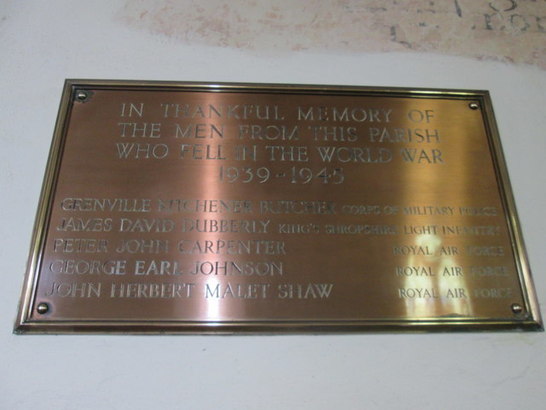 IN THANKFUL MEMORY OF
THE MEN FROM THIS PARISH
WHO FELL IN THE WORLD WAR
1939-1945
GRENVILLE KITCHENER BUTCHER CORPS OF MILITARY POLICE
JAMES DAVID DUBBERLY KING'S SHROPSHIRE LIGHT INFANTRY
PETER JOHN CARPENTER ROYAL AIR FORCE
GEORGE EARL JOHNSON ROYAL AIR FORCE
JOHN HERBERT MALET SHAW ROYAL AIR FORCE